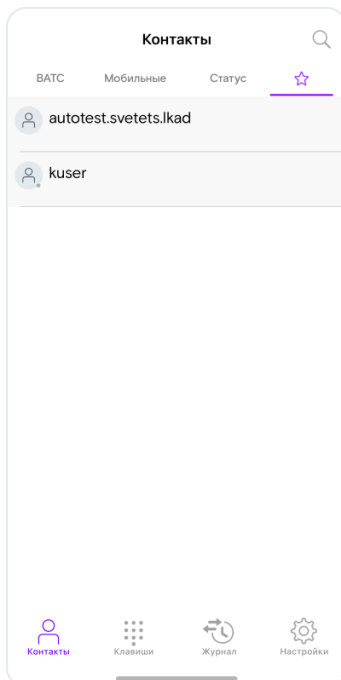 Контакты
ВАТС Мобильные Статус
autotest.svetets.lkad
kuser
Контакты Клавиши Журнал Настройки